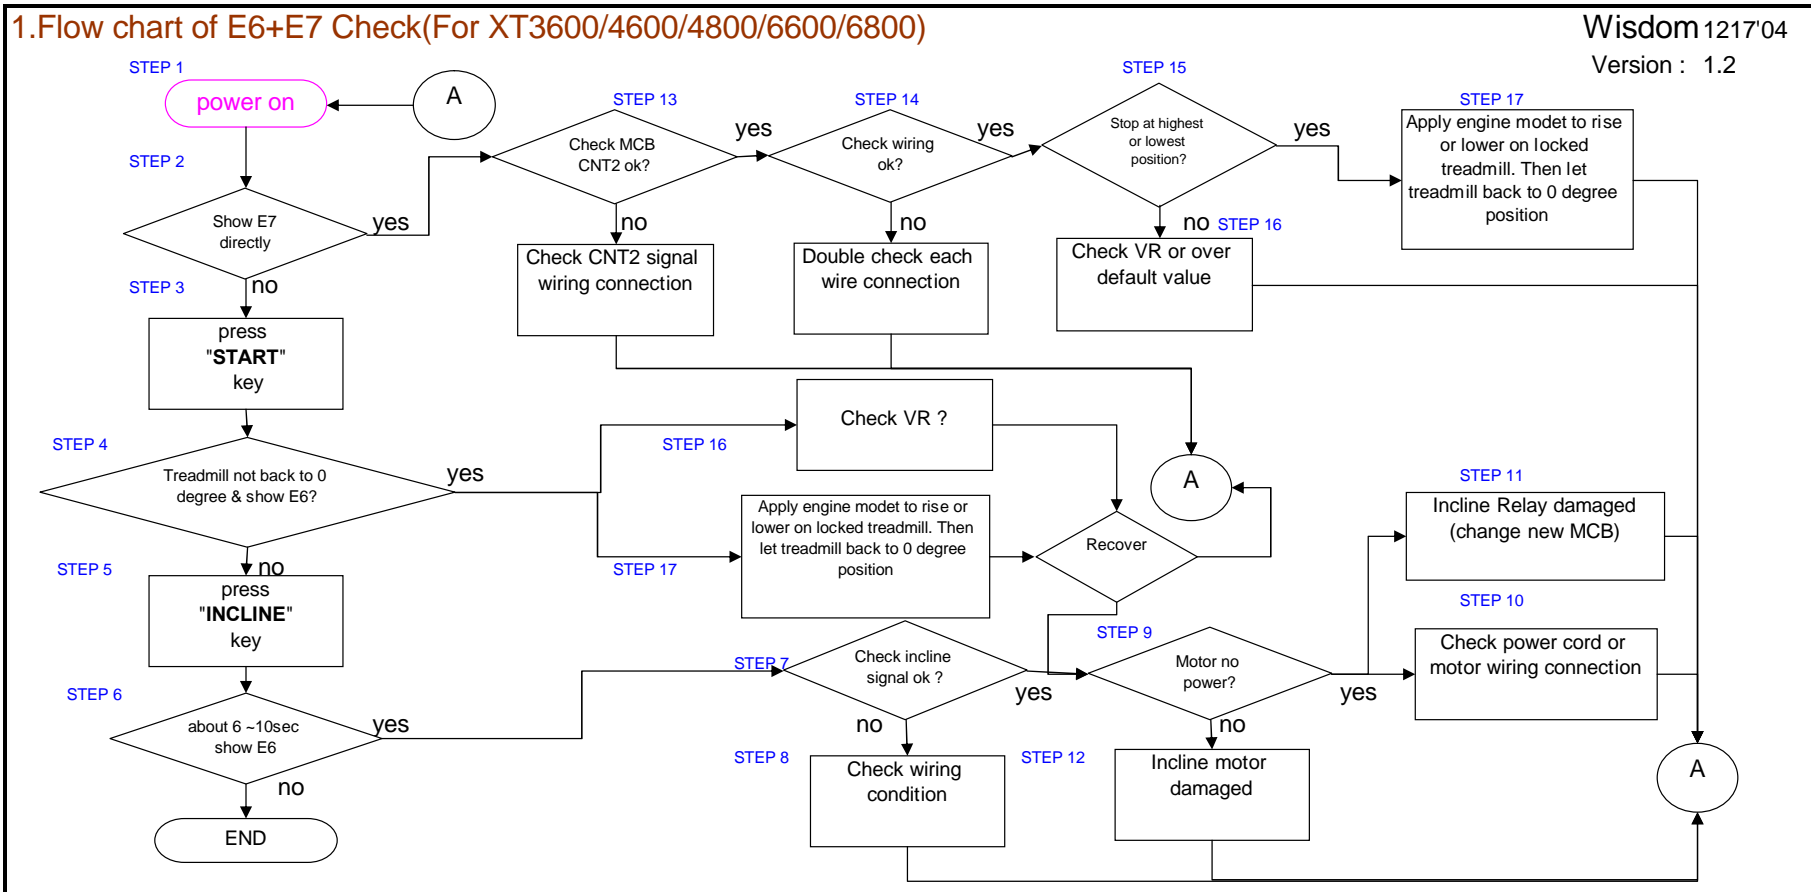 1.Flow chart of E6+E7 Check(For XT3600/4600/4800/6600/6800)
Wisdom 1217'04
Version : 1.2
STEP 1
power on
A
STEP 2
Show E7
directly
yes
no
STEP 13
Check MCB
CNT2 ok?
yes
no
Check CNT2 signal
wiring connection
STEP 14
Check wiring
ok?
yes
no
Double check each
wire connection
STEP 15
Stop at highest
or lowest
position?
yes
no
STEP 16
Check VR or over
default value
STEP 17
Apply engine modet to rise
or lower on locked
treadmill. Then let
treadmill back to 0 degree
position
STEP 3
press
"START"
key
STEP 4
Treadmill not back to 0
degree & show E6?
yes
no
STEP 16
Check VR ?
STEP 17
Apply engine modet to rise or
lower on locked treadmill. Then
let treadmill back to 0 degree
position
Recover
A
STEP 5
press
"INCLINE"
key
STEP 6
about 6 ~10sec
show E6
yes
no
END
STEP 7
Check incline
signal ok ?
yes
no
STEP 8
Check wiring
condition
STEP 9
Motor no
power?
yes
no
STEP 12
Incline motor
damaged
STEP 11
Incline Relay damaged
(change new MCB)
STEP 10
Check power cord or
motor wiring connection
A